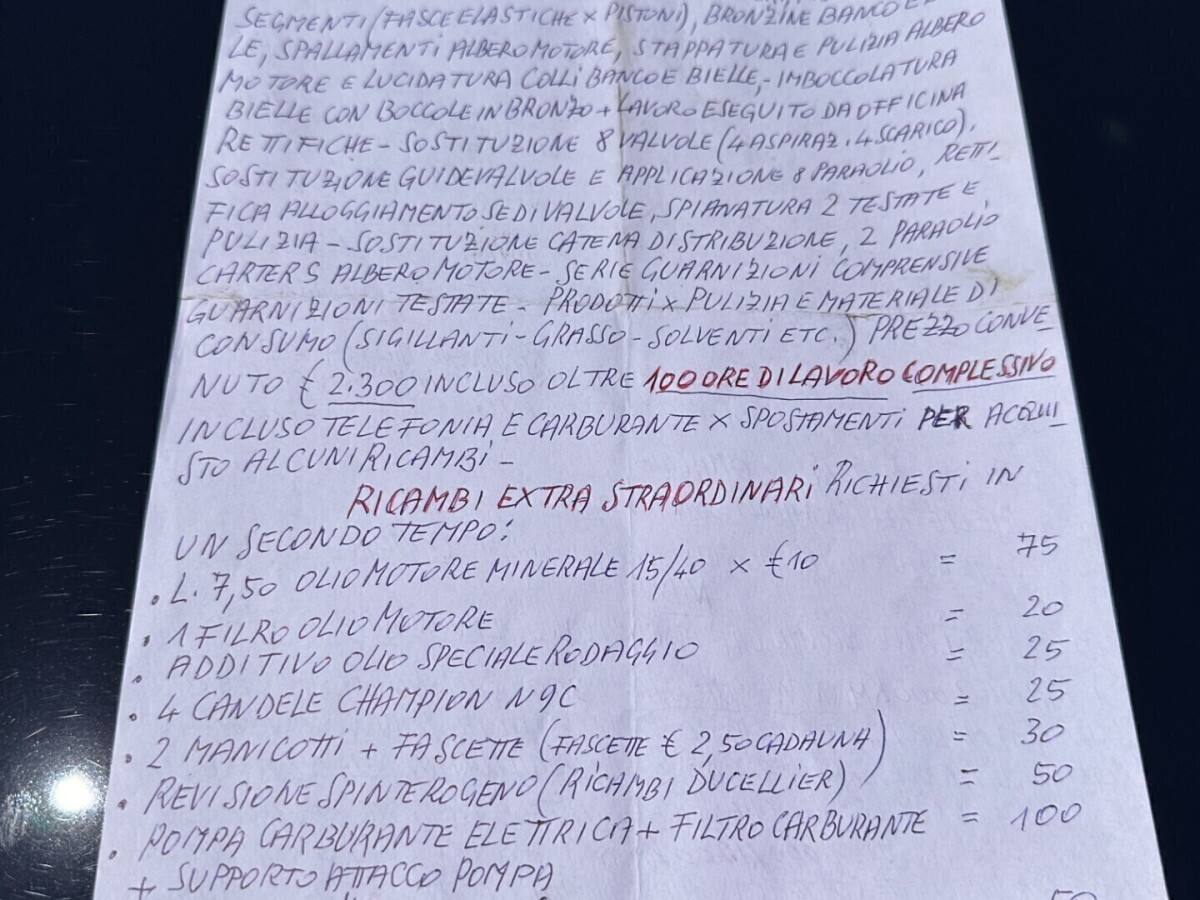 SEGMENTI (FASCE ELASTICHE × PISTONI), BRONZINE BANCO E
LE, SPALLAMENTI ALBERO MOTORE, STAPPATURA E PULIZIA ALBERO
MOTORE E LUCIDATURA COLLI BANCO E BIELLE,- IMBOCCOLATURA
BIELLE CON BOCCOLE IN BRONZO + LAVORO ESEGUITO DA OFFICINA
RETTIFICHE - SOSTITUZIONE 8 VALVOLE (4 ASPIRAZ. 4 SCARICO),
SOSTITUZIONE GUIDEVALVOLE E APPLICAZIONE 8 PARAOLIO, RETTI-
FICA ALLOGGIAMENTO SEDI VALVOLE, SPIANATURA 2 TESTATE E
PULIZIA - SOSTITUZIONE CATENA DISTRIBUZIONE, 2 PARAOLIO
CARTERS ALBERO MOTORE - SERIE GUARNIZIONI COMPRENSIVE
GUARNIZIONI TESTATE - PRODOTTI × PULIZIA E MATERIALE DI
CONSUMO (SIGILLANTI - GRASSO - SOLVENTI ETC.) PREZZO CONVE-
NUTO € 2.300 INCLUSO OLTRE 100 ORE DI LAVORO COMPLESSIVO
INCLUSO TELEFONIA E CARBURANTE × SPOSTAMENTI PER ACQUI-
STO ALCUNI RICAMBI -
RICAMBI EXTRA STRAORDINARI RICHIESTI IN
UN SECONDO TEMPO:
• L. 7,50 OLIO MOTORE MINERALE 15/40 × €10 = 75
• 1 FILRO OLIO MOTORE = 20
• ADDITIVO OLIO SPECIALE RODAGGIO = 25
• 4 CANDELE CHAMPION N9C = 25
• 2 MANICOTTI + FASCETTE (FASCETTE € 2,50 CADAUNA) = 30
• REVISIONE SPINTEROGENO (RICAMBI DUCELLIER) = 50
• POMPA CARBURANTE ELETTRICA + FILTRO CARBURANTE = 100
+ SUPPORTO ATTACCO POMPA